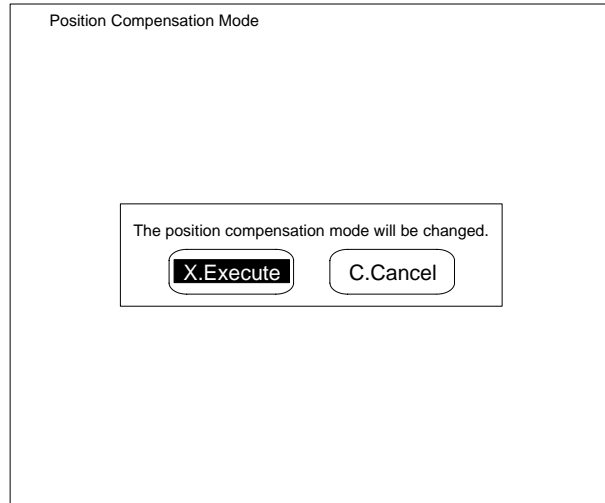 Position Compensation Mode
The position compensation mode will be changed.
X.Execute C.Cancel